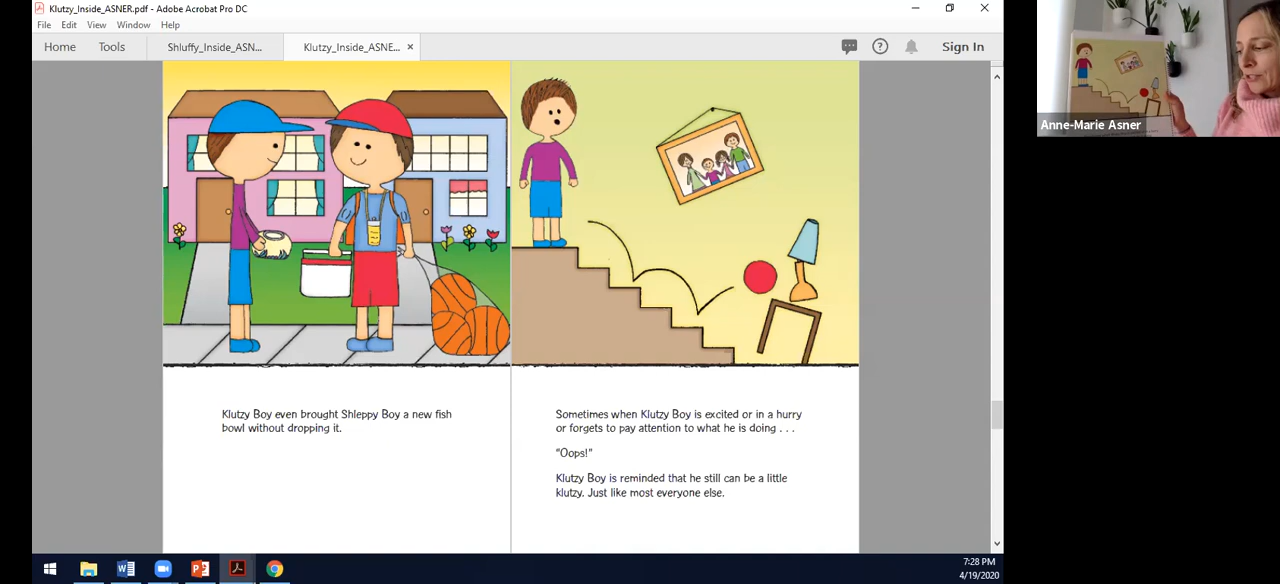 Klutzy_Inside_ASNER.pdf - Adobe Acrobat Pro DC
File Edit View Window Help
Home Tools Shluffy_Inside_ASN... Klutzy_Inside_ASNE... × Sign In
Anne-Marie Asner
Klutzy Boy even brought Shleppy Boy a new fish
bowl without dropping it.
Sometimes when Klutzy Boy is excited or in a hurry
or forgets to pay attention to what he is doing . . .
“Oops!”
Klutzy Boy is reminded that he still can be a little
klutzy. Just like most everyone else.
7:28 PM
4/19/2020